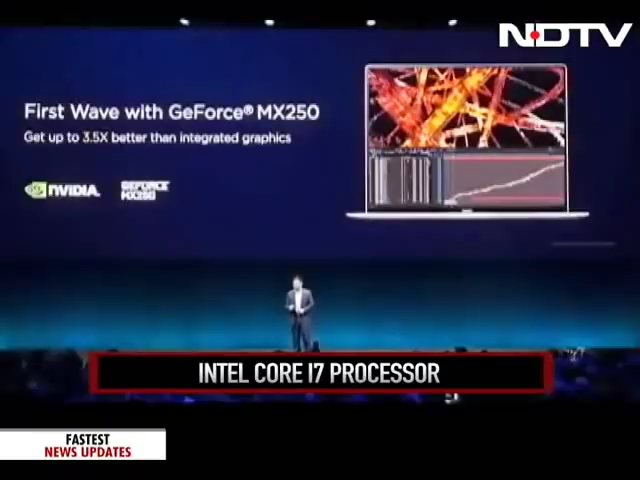 NDTV
First Wave with GeForce® MX250
Get up to 3.5X better than integrated graphics
NVIDIA.
GEFORCE
MX250
INTEL CORE I7 PROCESSOR
FASTEST
NEWS UPDATES